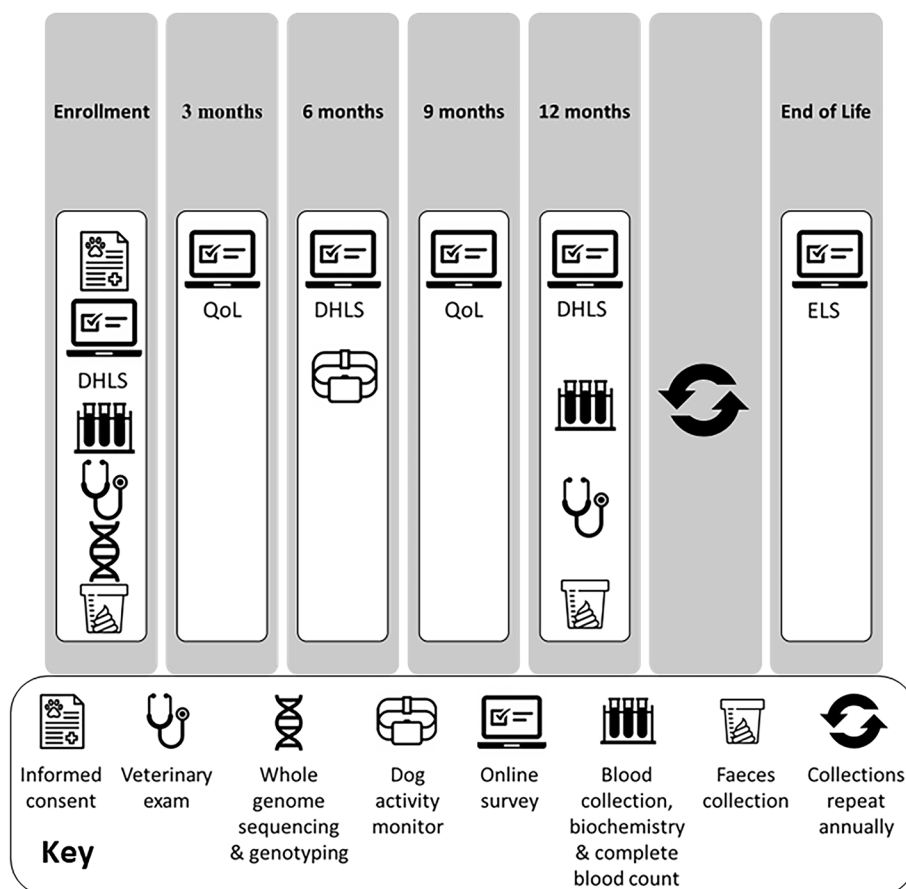 Enrollment
3 months
6 months
9 months
12 months
End of Life
DHLS
QoL
DHLS
QoL
DHLS
ELS
Informed
consent
Veterinary
exam
Whole
genome
sequencing
& genotyping
Dog
activity
monitor
Online
survey
Blood
collection,
biochemistry
& complete
blood count
Faeces
collection
Collections
repeat
annually
Key